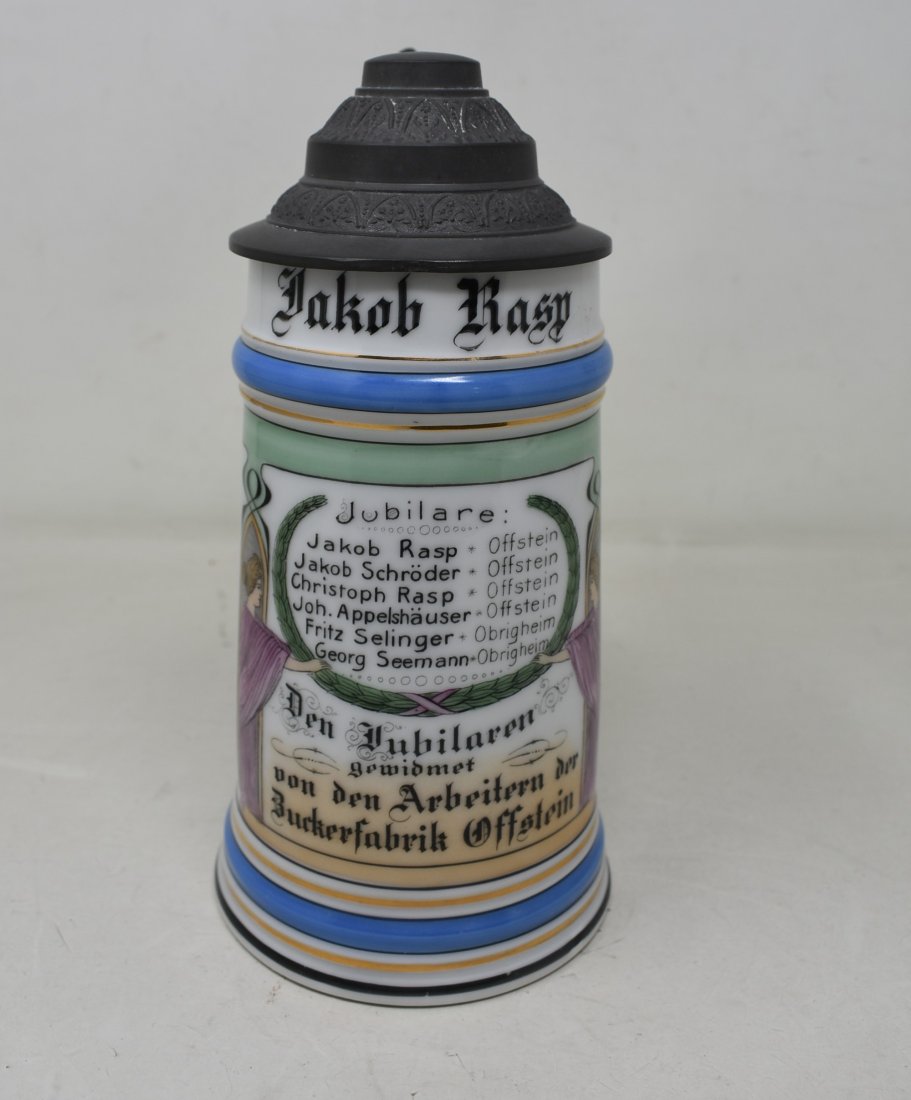 Jakob Rasp
Jubilare:
Jakob Rasp * Offstein
Jakob Schröder * Offstein
Christoph Rasp * Offstein
Joh. Appelshäuser * Offstein
Fritz Selinger * Obrigheim
Georg Seemann * Obrigheim
Den Jubilaren
gewidmet
von den Arbeitern der
Zuckerfabrik Offstein